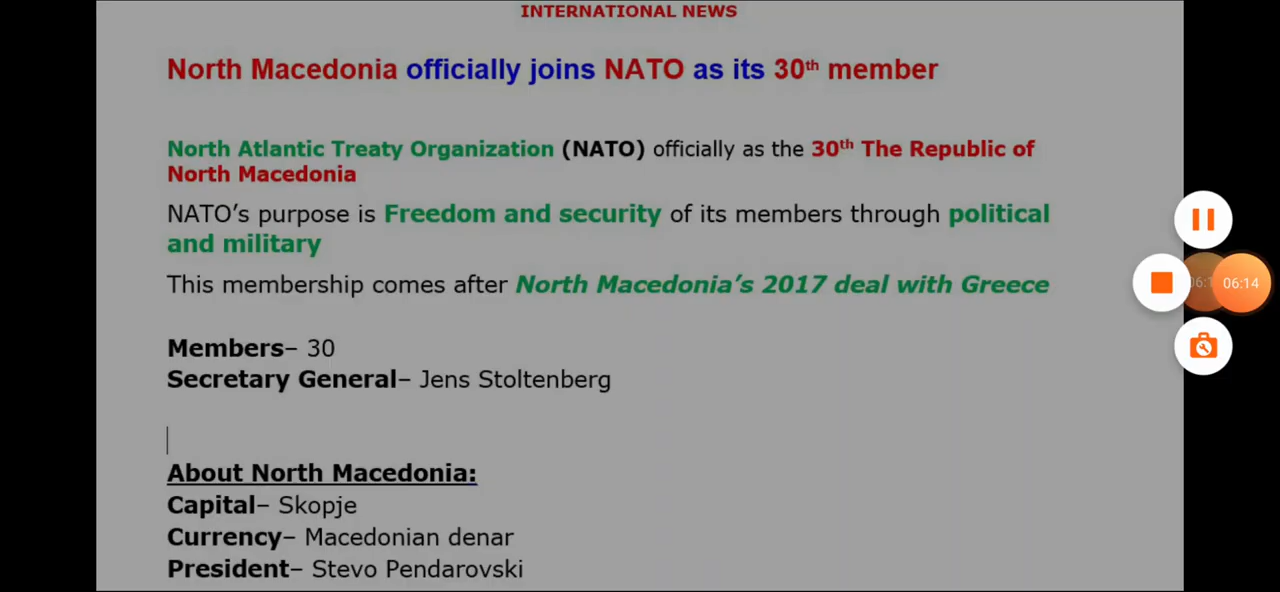 INTERNATIONAL NEWS
North Macedonia officially joins NATO as its 30th member
North Atlantic Treaty Organization (NATO) officially as the 30th The Republic of
North Macedonia
NATO’s purpose is Freedom and security of its members through political
and military
This membership comes after North Macedonia’s 2017 deal with Greece
Members– 30
Secretary General– Jens Stoltenberg
About North Macedonia:
Capital– Skopje
Currency– Macedonian denar
President– Stevo Pendarovski
06:14